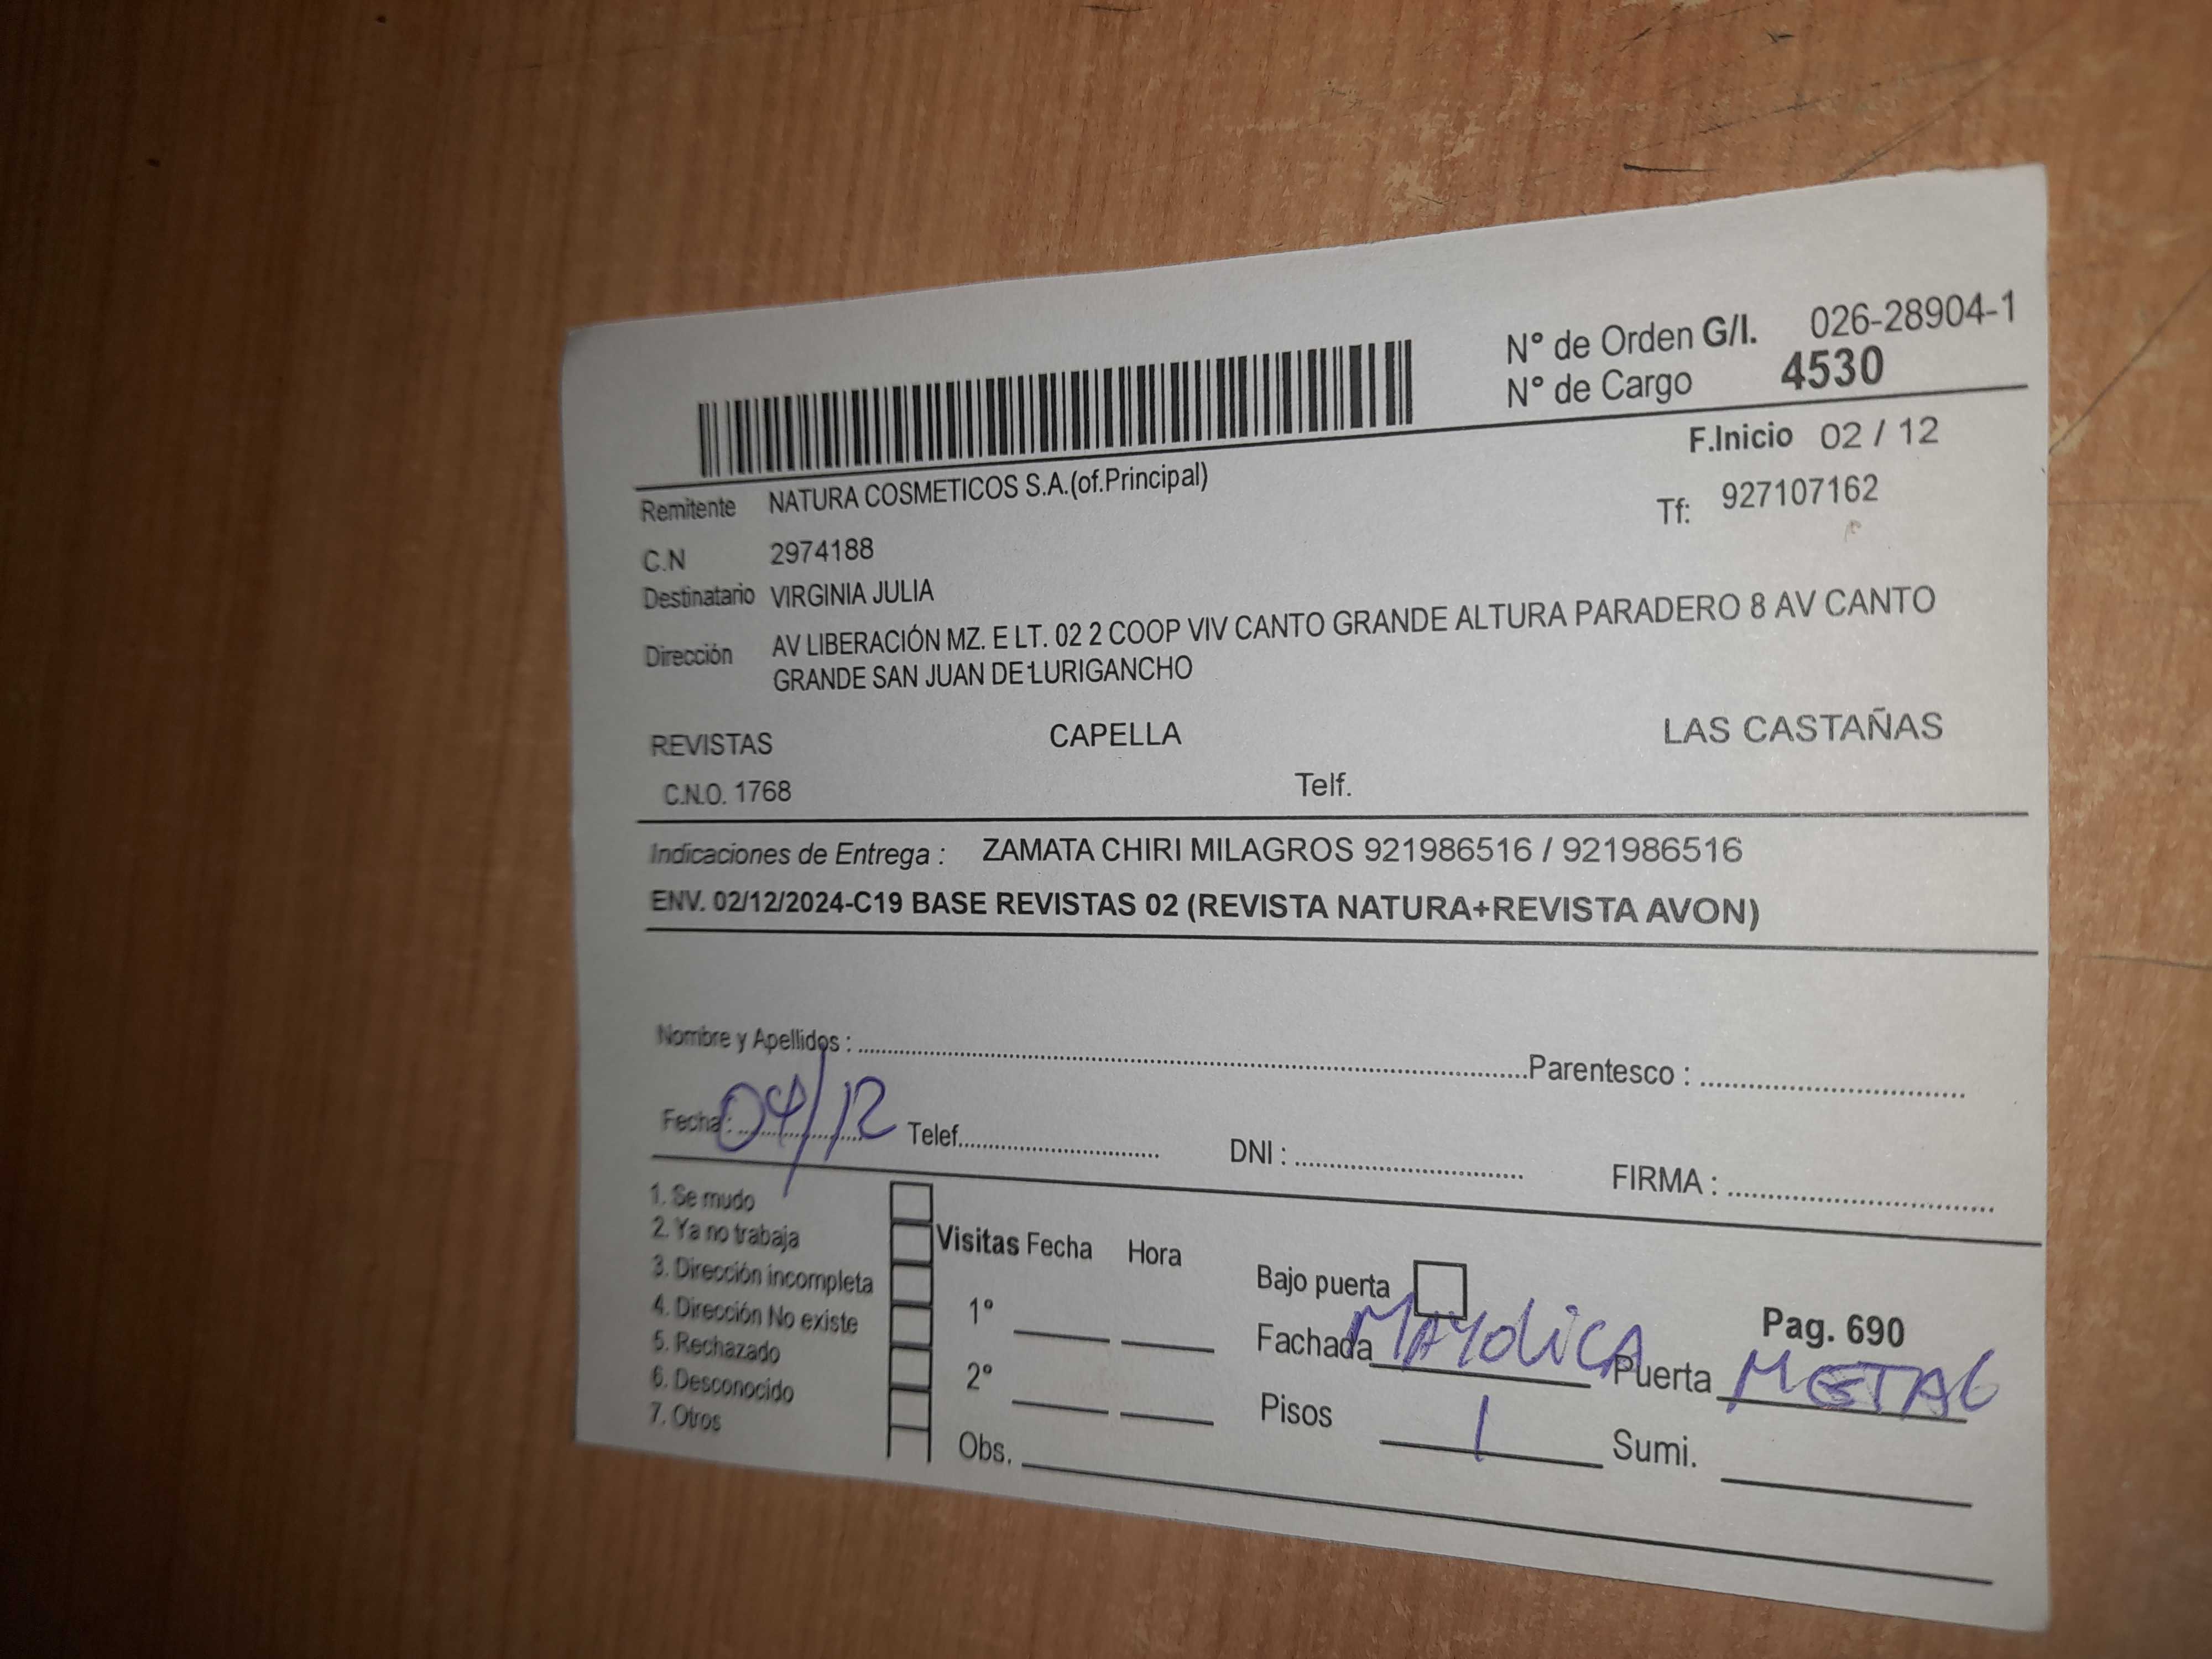 N° de Orden G/I. 026-28904-1
N° de Cargo 4530
F.Inicio 02 / 12
Remitente NATURA COSMETICOS S.A.(of.Principal)
Tf: 927107162
C.N 2974188
Destinatario VIRGINIA JULIA
Dirección AV LIBERACIÓN MZ. E LT. 02 2 COOP VIV CANTO GRANDE ALTURA PARADERO 8 AV CANTO
GRANDE SAN JUAN DE LURIGANCHO
REVISTAS CAPELLA LAS CASTAÑAS
C.N.O. 1768 Telf.
Indicaciones de Entrega : ZAMATA CHIRI MILAGROS 921986516 / 921986516
ENV. 02/12/2024-C19 BASE REVISTAS 02 (REVISTA NATURA+REVISTA AVON)
Nombre y Apellidos : Parentesco :
Fecha : 04/12 Telef. DNI : FIRMA :
1. Se mudo
2. Ya no trabaja
3. Dirección incompleta
4. Dirección No existe
5. Rechazado
6. Desconocido
7. Otros
Visitas Fecha Hora
1°
2°
Obs.
Bajo puerta
Pag. 690
Fachada MAYOLICA Puerta METAL
Pisos 1 Sumi.